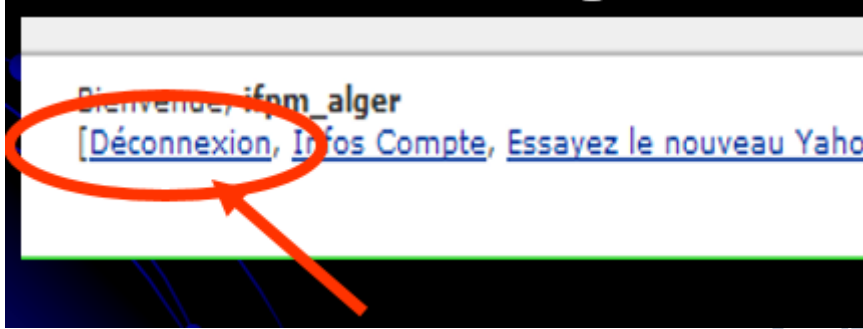 Bienvenue, ifpm_alger
[Déconnexion, Infos Compte, Essayez le nouveau Yaho